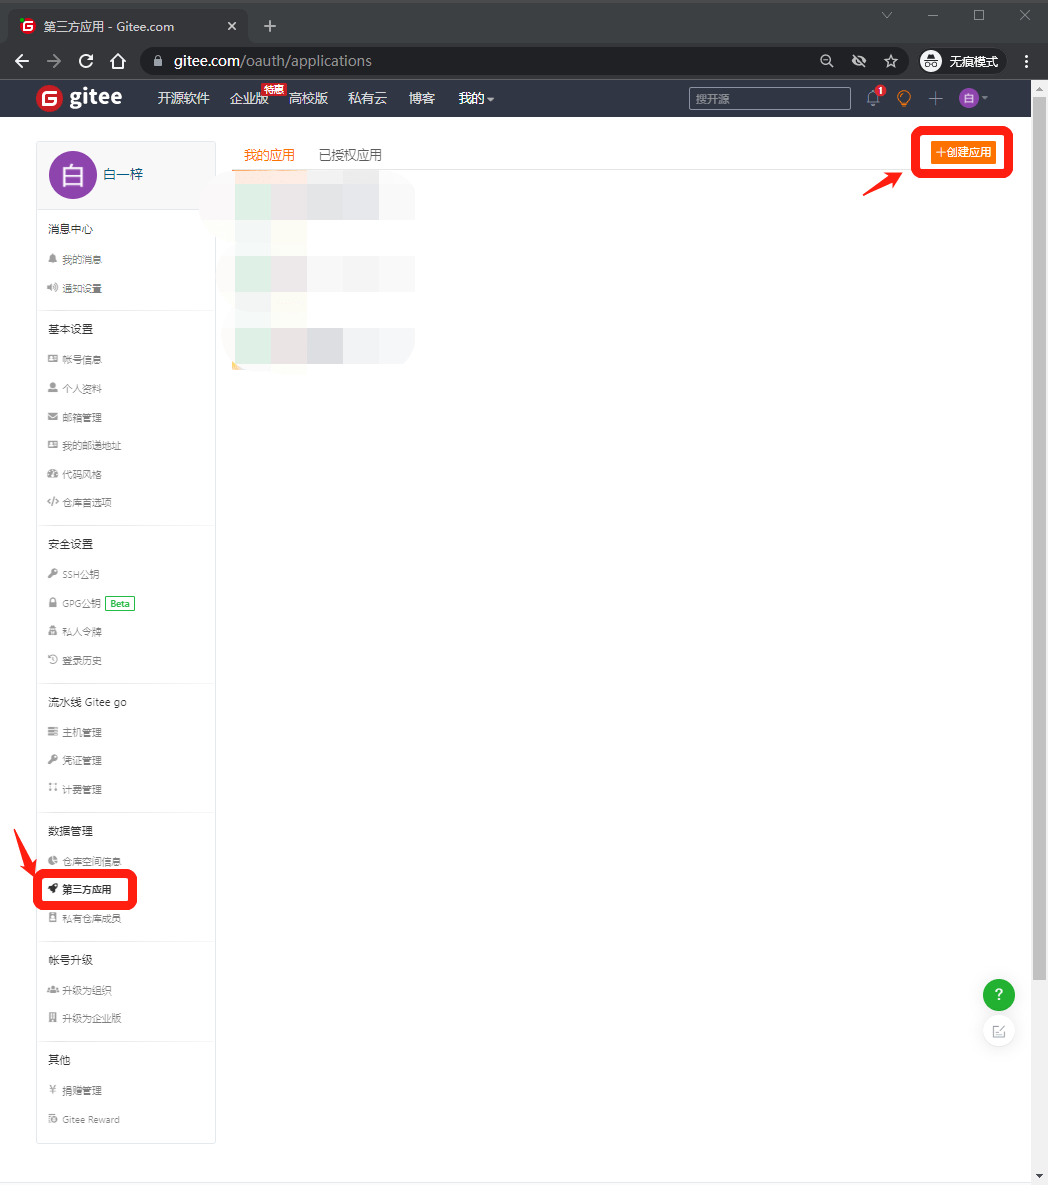 第三方应用 - Gitee.com
gitee.com/oauth/applications
无痕模式
gitee
开源软件
企业版
特惠
高校版
私有云
博客
我的
搜开源
1
白
白
白一梓
我的应用
已授权应用
+创建应用
消息中心
我的消息
通知设置
基本设置
帐号信息
个人资料
邮箱管理
我的邮递地址
代码风格
仓库首选项
安全设置
SSH公钥
GPG公钥 Beta
私人令牌
登录历史
流水线 Gitee go
主机管理
凭证管理
计费管理
数据管理
仓库空间信息
第三方应用
私有仓库成员
帐号升级
升级为组织
升级为企业版
其他
捐赠管理
Gitee Reward
?